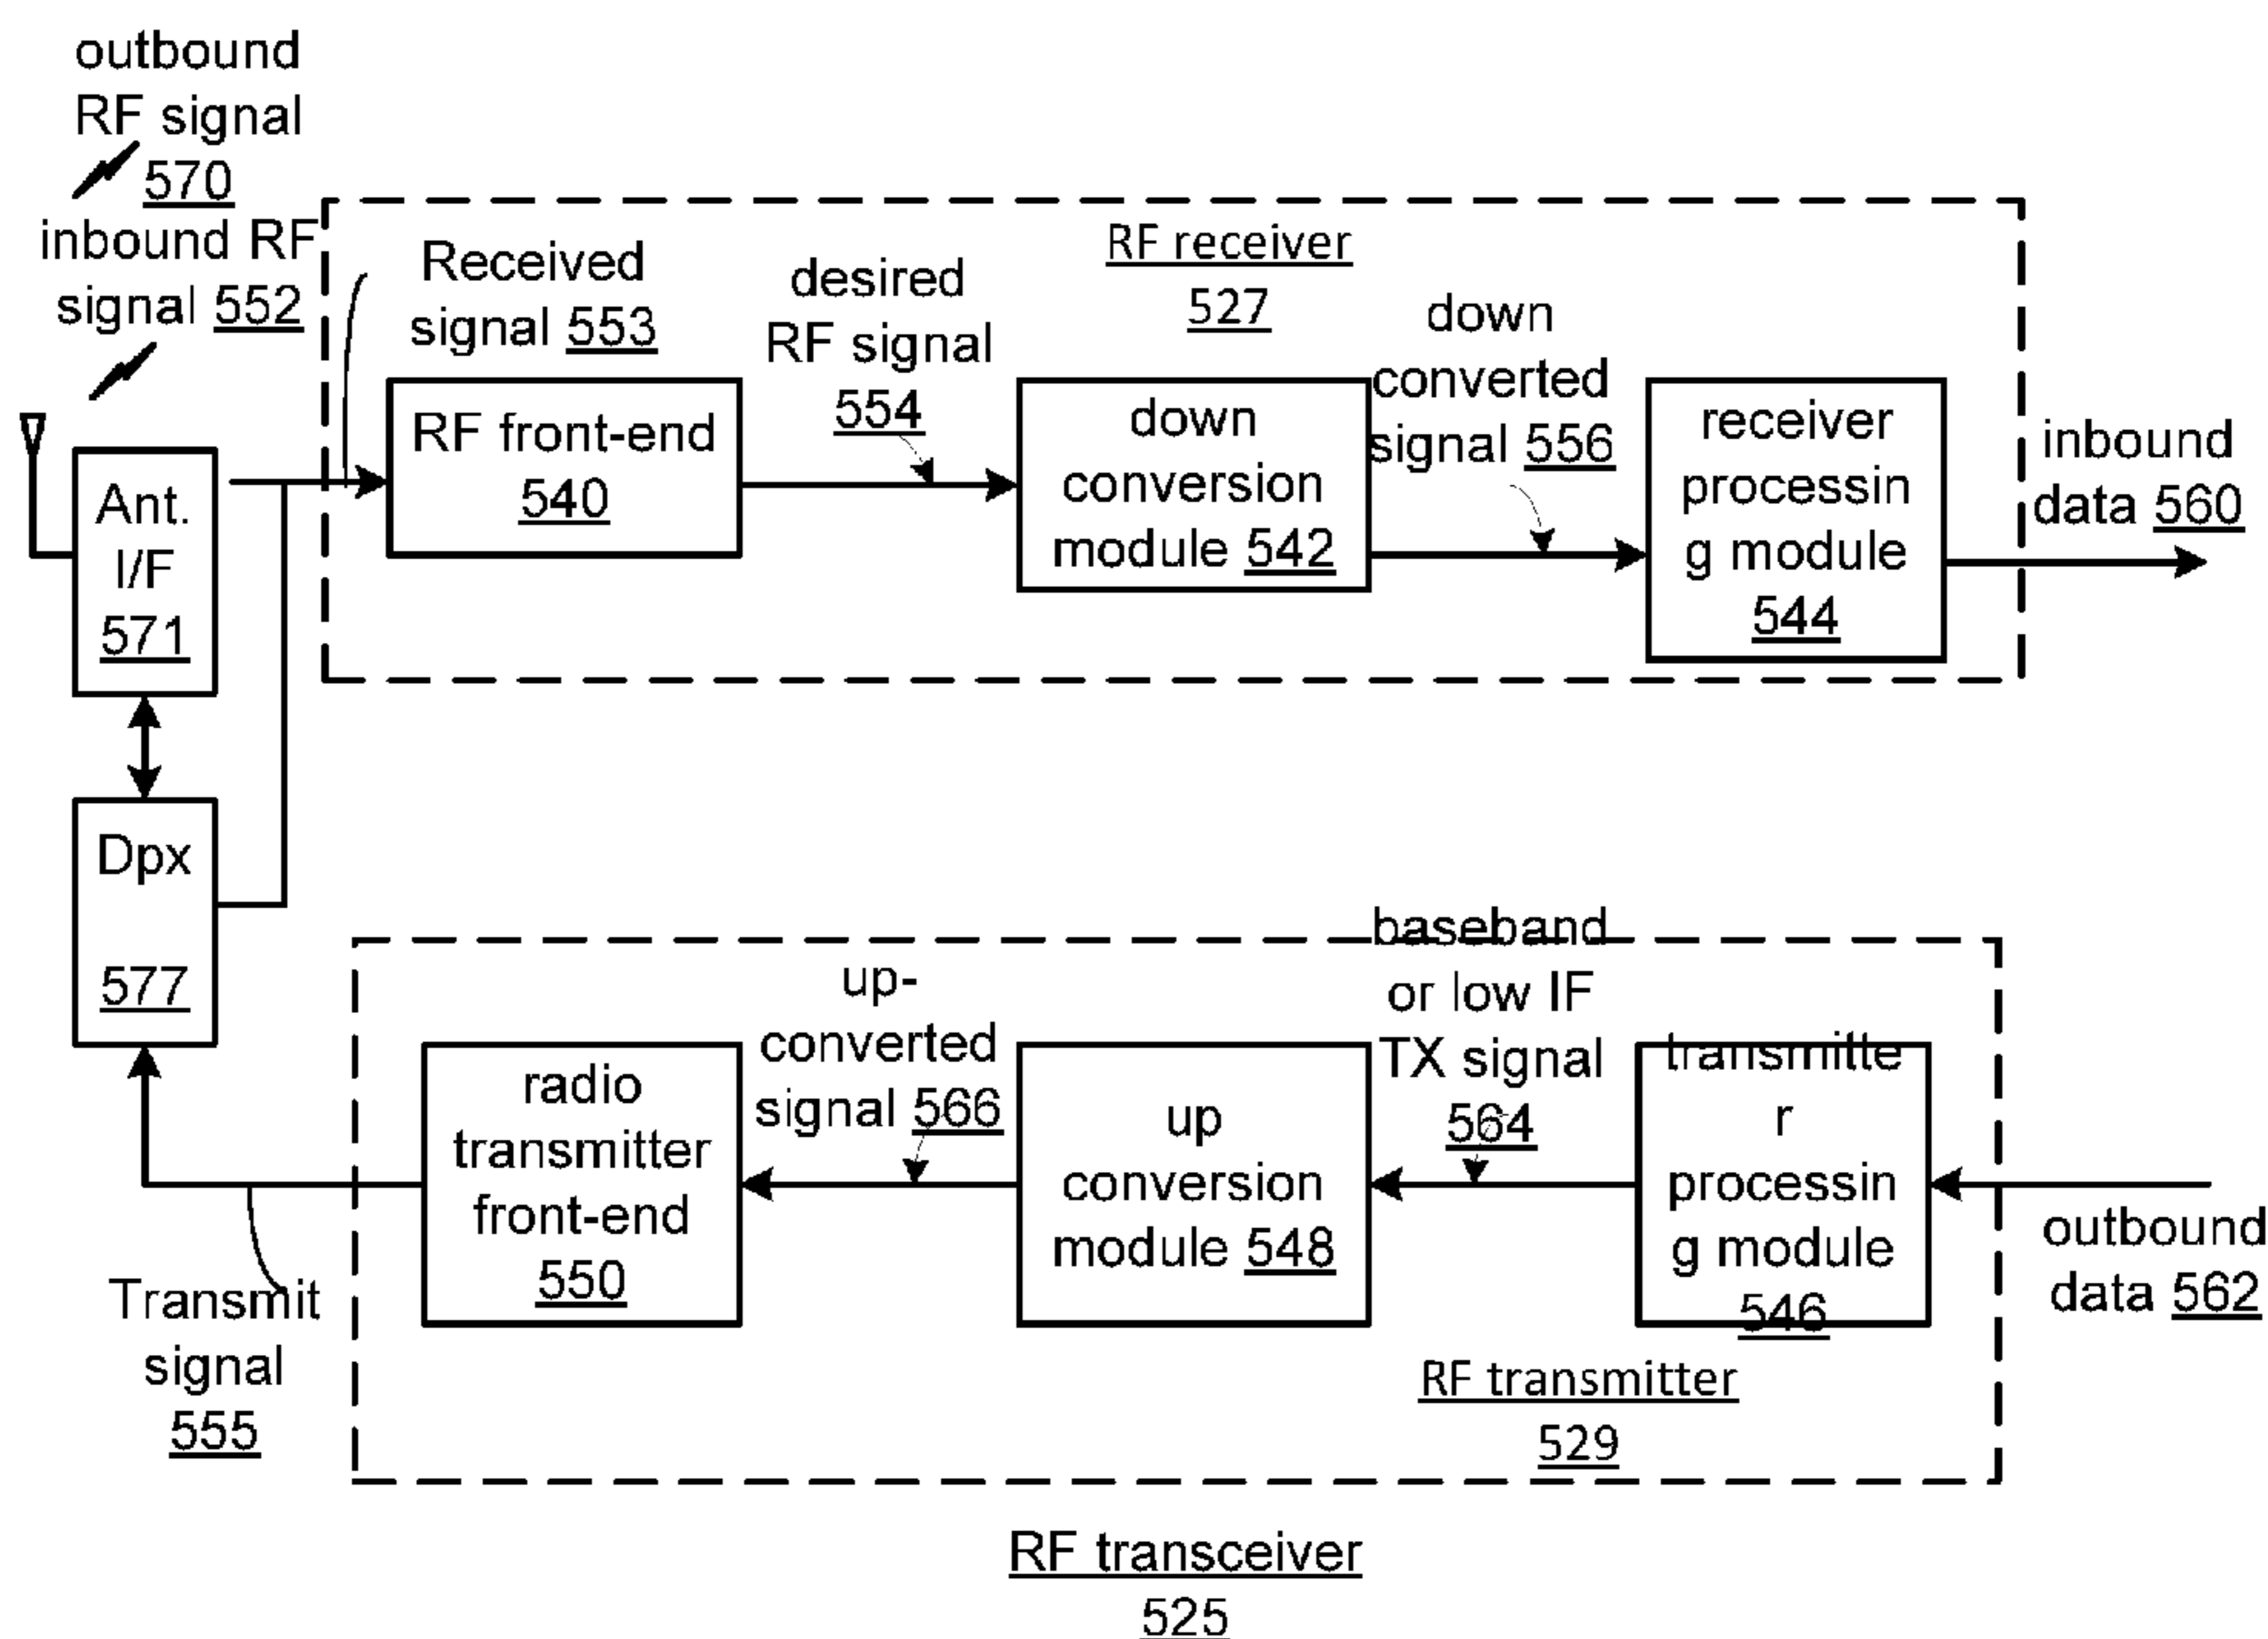 outbound
RF signal
570
inbound RF
signal 552
Received
signal 553
desired
RF signal
554
RF receiver
527
down
converted
signal 556
RF front-end
540
down
conversion
module 542
receiver
processin
g module
544
inbound
data 560
Ant.
I/F
571
Dpx
577
up-
converted
signal 566
baseband
or low IF
TX signal
564
radio
transmitter
front-end
550
up
conversion
module 548
transmitte
r
processin
g module
546
outbound
data 562
Transmit
signal
555
RF transmitter
529
RF transceiver
525